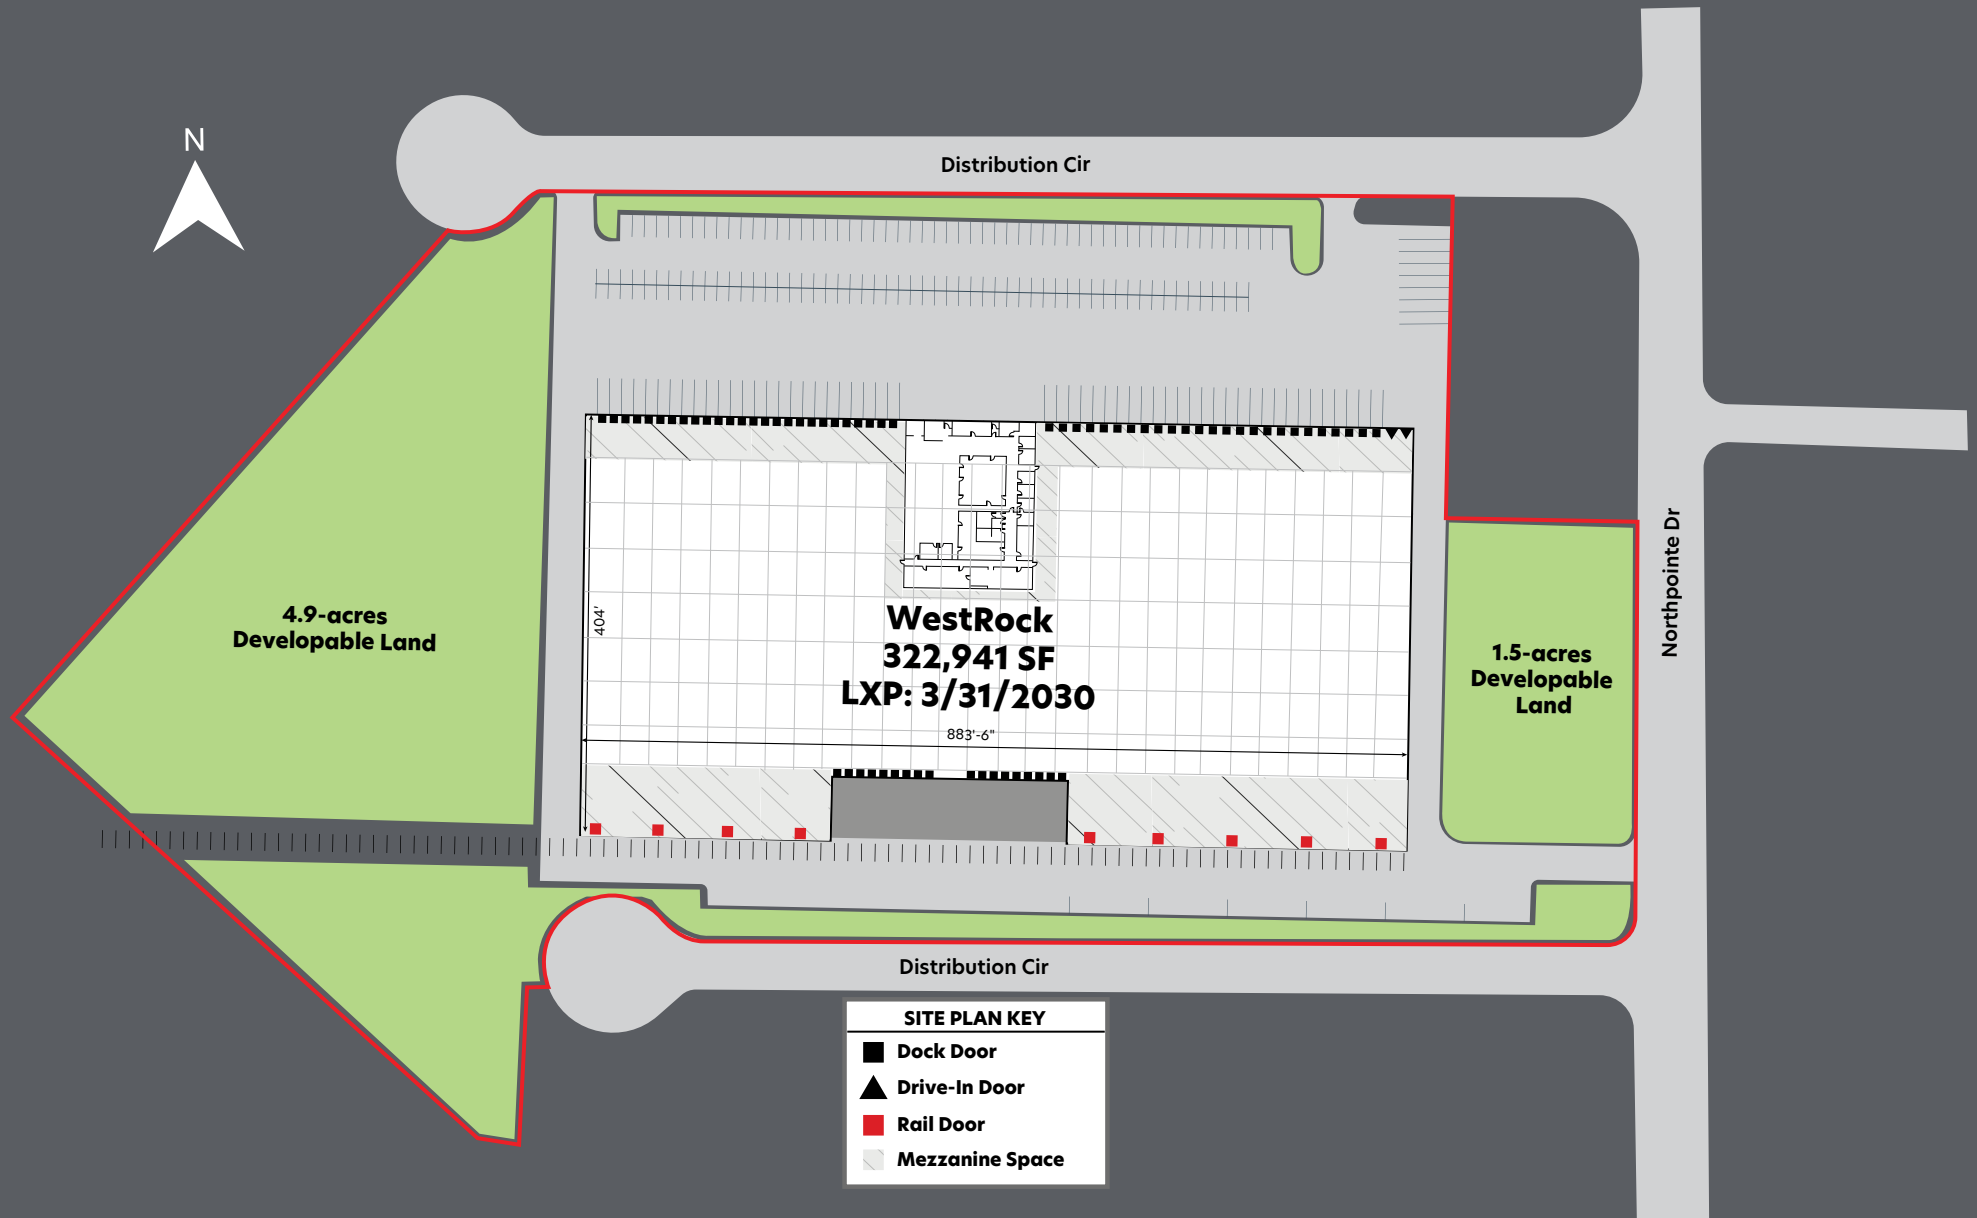 N
Distribution Cir
4.9-acres
Developable Land
404'
WestRock
322,941 SF
LXP: 3/31/2030
883'-6"
Northpointe Dr
1.5-acres
Developable
Land
Distribution Cir
SITE PLAN KEY
Dock Door
Drive-In Door
Rail Door
Mezzanine Space